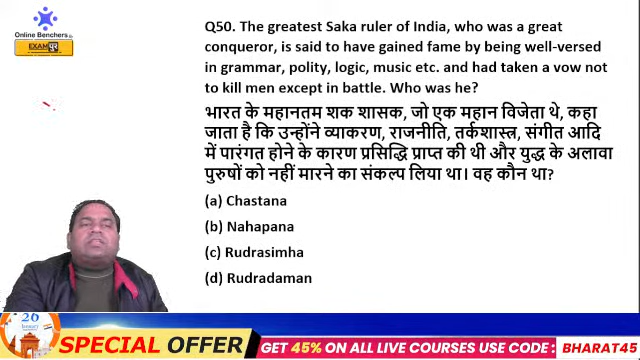 Online Benchers
EXAMपुर
Q50. The greatest Saka ruler of India, who was a great
conqueror, is said to have gained fame by being well-versed
in grammar, polity, logic, music etc. and had taken a vow not
to kill men except in battle. Who was he?
भारत के महानतम शक शासक, जो एक महान विजेता थे, कहा
जाता है कि उन्होंने व्याकरण, राजनीति, तर्कशास्त्र, संगीत आदि
में पारंगत होने के कारण प्रसिद्धि प्राप्त की थी और युद्ध के अलावा
पुरुषों को नहीं मारने का संकल्प लिया था। वह कौन था?
(a) Chastana
(b) Nahapana
(c) Rudrasimha
(d) Rudradaman
26
January
SPECIAL OFFER
GET 45% ON ALL LIVE COURSES USE CODE : BHARAT45